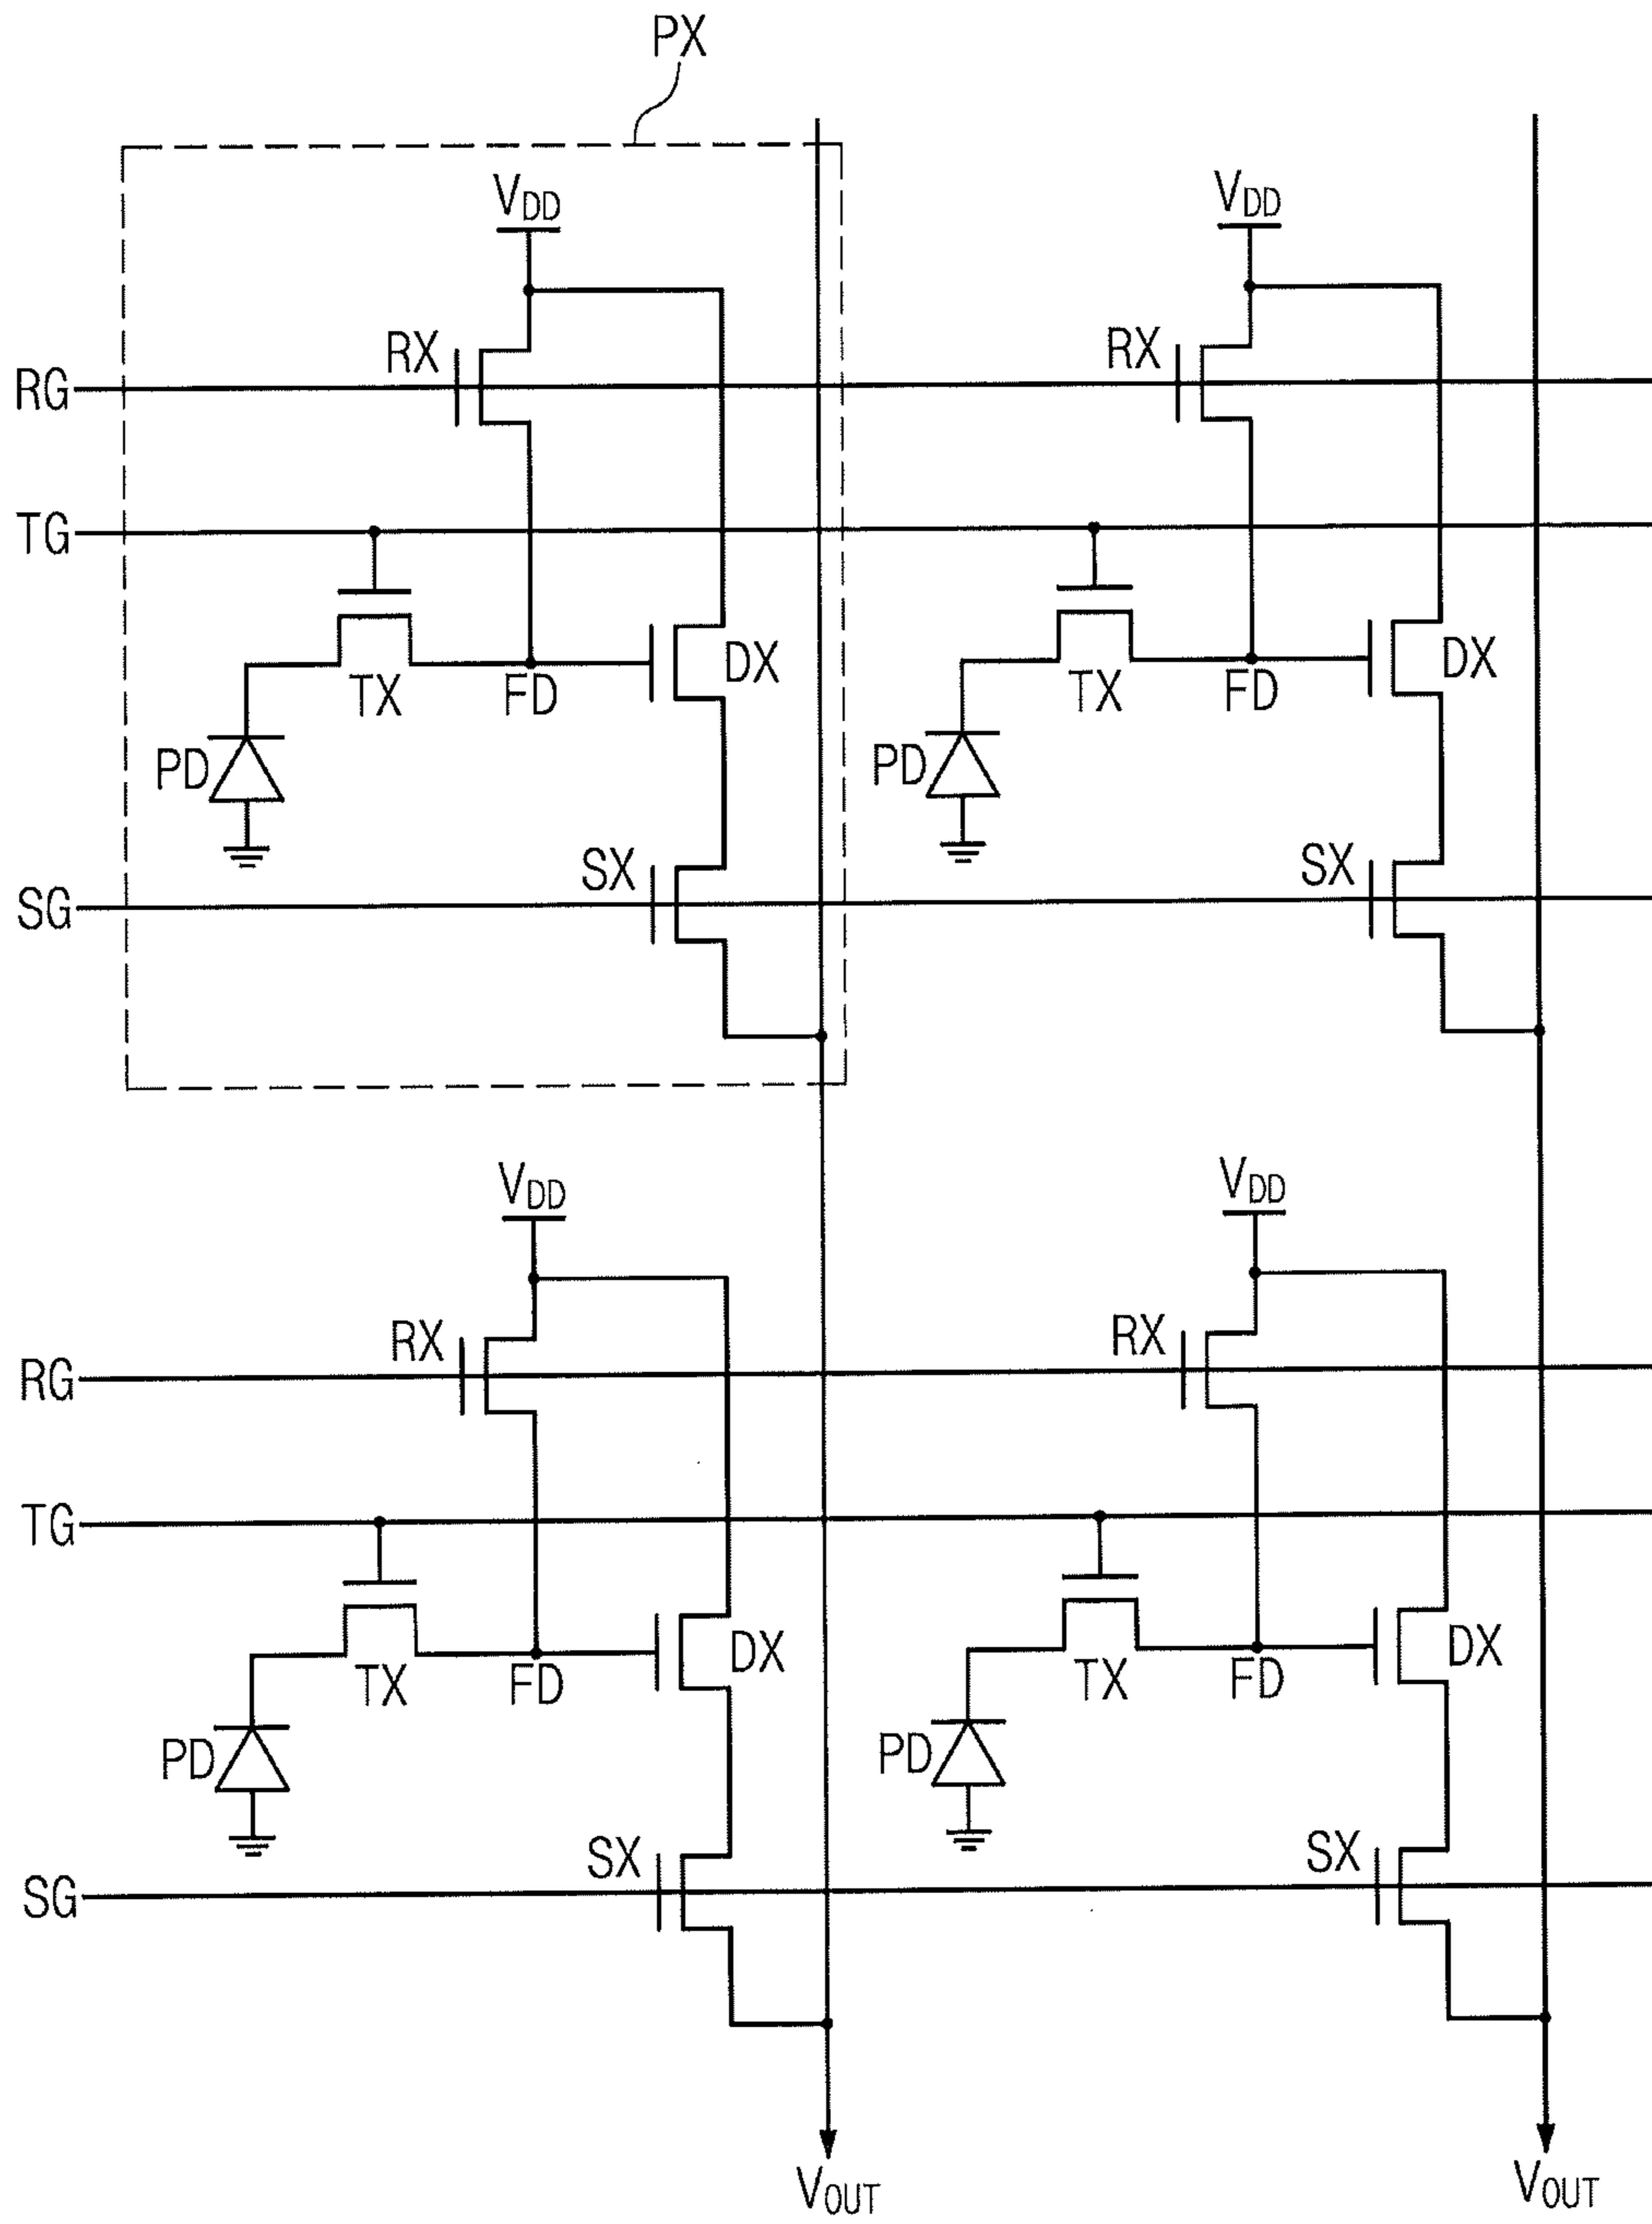 PX
VDD VDD
RX RX
RG
TG
DX DX
TX FD TX FD
PD PD
SX SX
SG
VDD VDD
RX RX
RG
TG
DX DX
TX FD TX FD
PD PD
SX SX
SG
VOUT VOUT